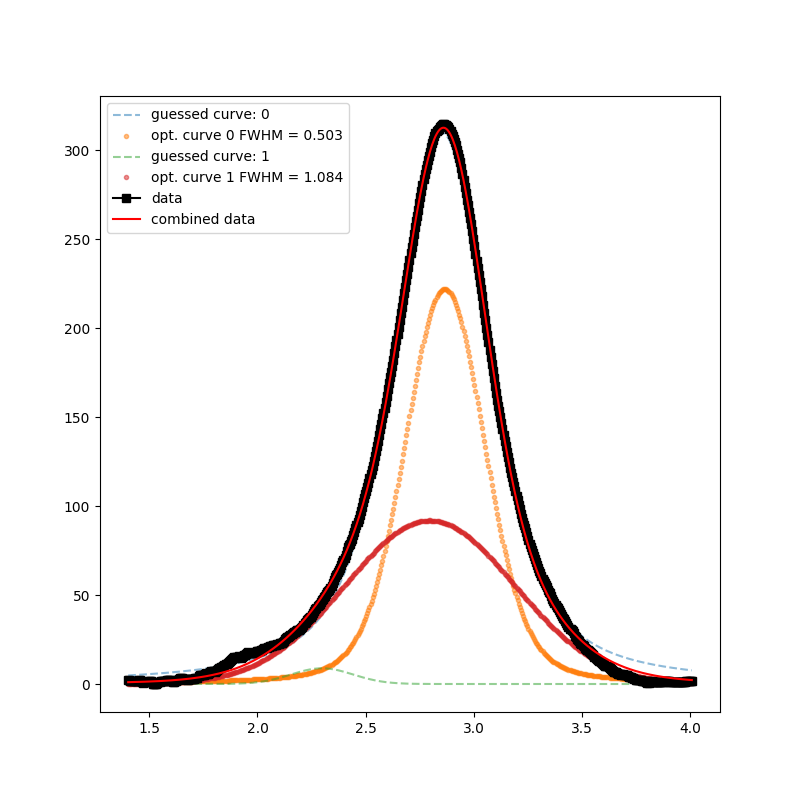 guessed curve: 0
opt. curve 0 FWHM = 0.503
guessed curve: 1
opt. curve 1 FWHM = 1.084
data
combined data
300
250
200
150
100
50
0
1.5 2.0 2.5 3.0 3.5 4.0